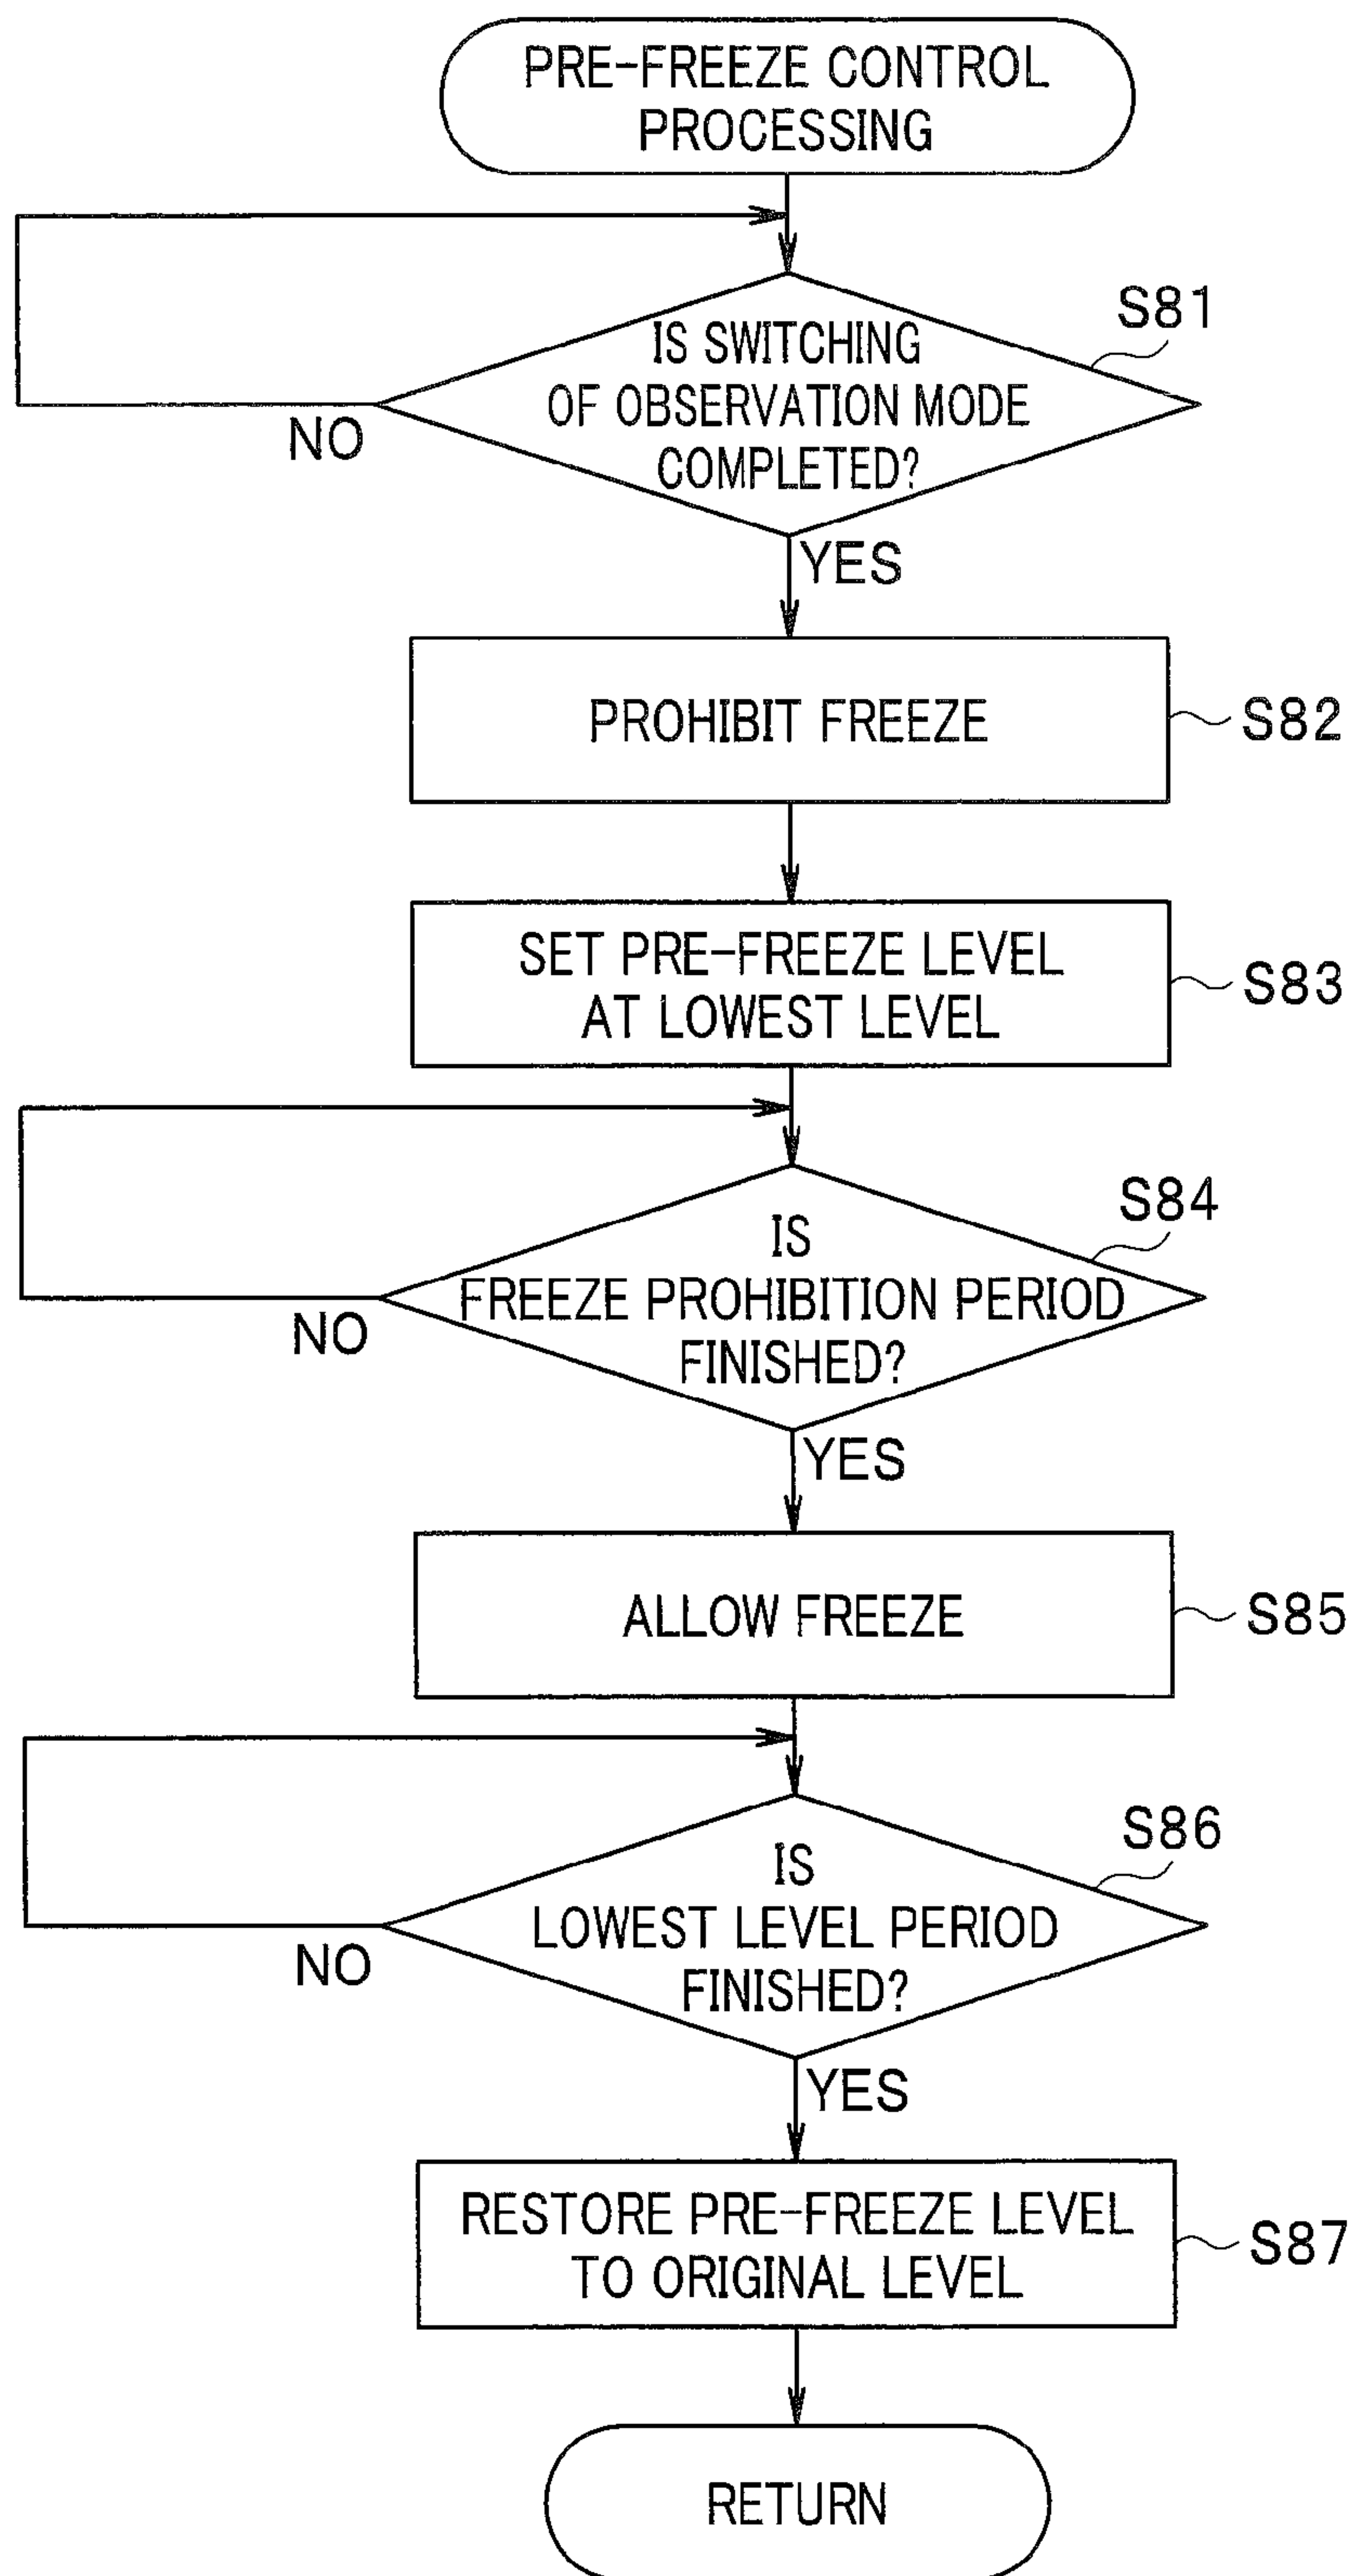 PRE-FREEZE CONTROL
PROCESSING
S81
IS SWITCHING
OF OBSERVATION MODE
COMPLETED?
NO
YES
PROHIBIT FREEZE
S82
SET PRE-FREEZE LEVEL
AT LOWEST LEVEL
S83
S84
IS
FREEZE PROHIBITION PERIOD
FINISHED?
NO
YES
ALLOW FREEZE
S85
S86
IS
LOWEST LEVEL PERIOD
FINISHED?
NO
YES
RESTORE PRE-FREEZE LEVEL
TO ORIGINAL LEVEL
S87
RETURN